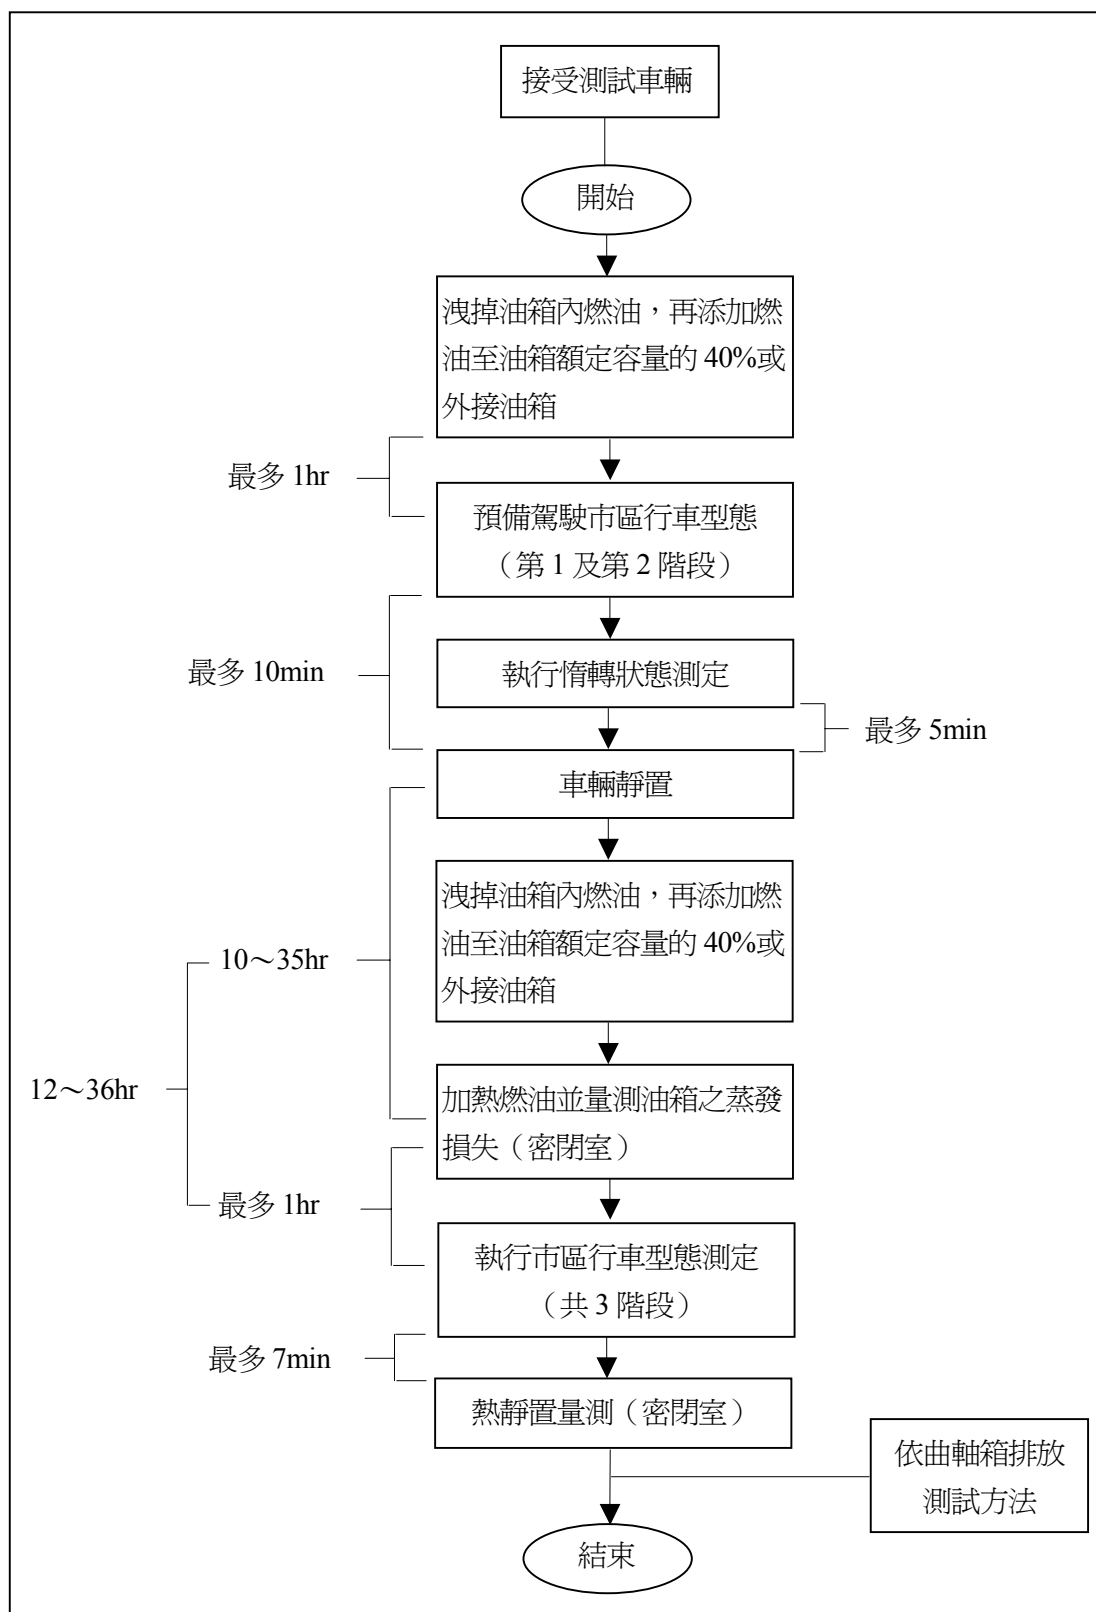 接受測試車輛
開始
洩掉油箱內燃油，再添加燃
油至油箱額定容量的 40%或
外接油箱
最多 1hr
預備駕駛市區行車型態
（第 1 及第 2 階段）
最多 10min
執行惰轉狀態測定
最多 5min
車輛靜置
洩掉油箱內燃油，再添加燃
油至油箱額定容量的 40%或
外接油箱
10～35hr
12～36hr
加熱燃油並量測油箱之蒸發
損失（密閉室）
最多 1hr
執行市區行車型態測定
（共 3 階段）
最多 7min
熱靜置量測（密閉室）
依曲軸箱排放
測試方法
結束